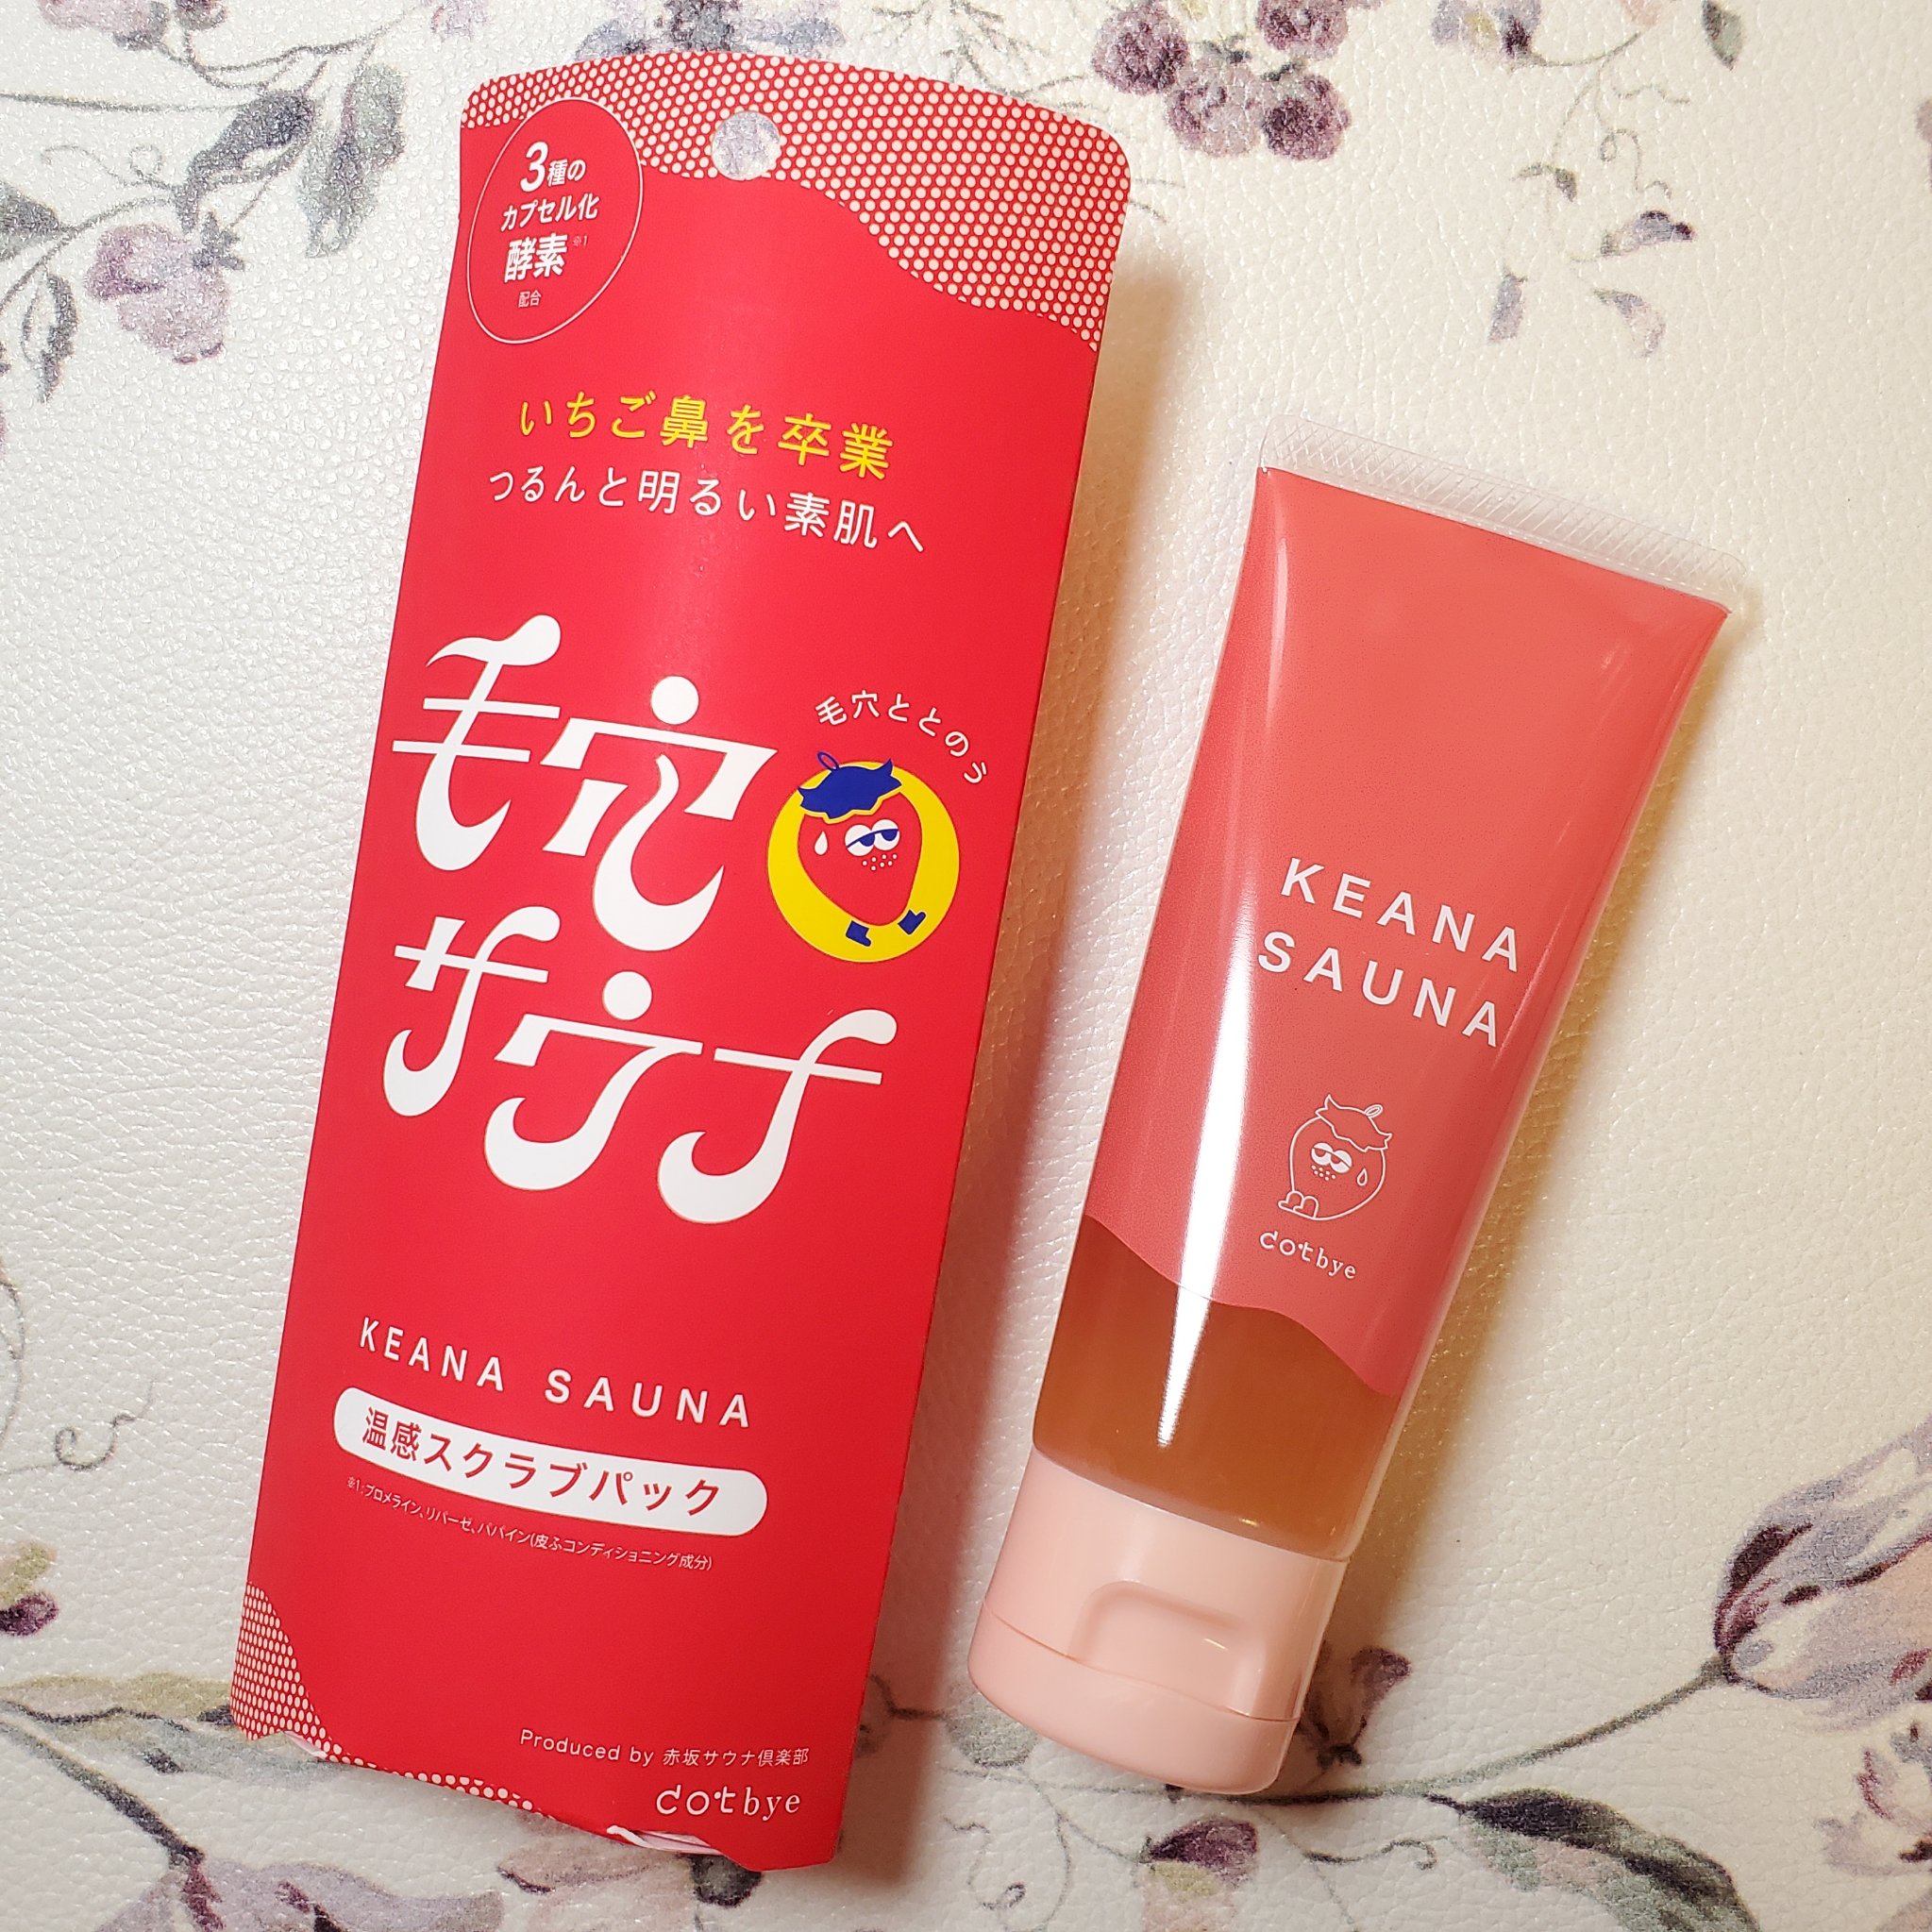 3種の
カプセル化
酵素※1
配合
いちご鼻を卒業
つるんと明るい素肌へ
毛穴
毛穴ととのう
サウナ
KEANA SAUNA
温感スクラブパック
※1:ブロメライン、リパーゼ、パパイン(皮ふコンディショニング成分)
Produced by 赤坂サウナ倶楽部
dotbye
KEANA
SAUNA
dotbye